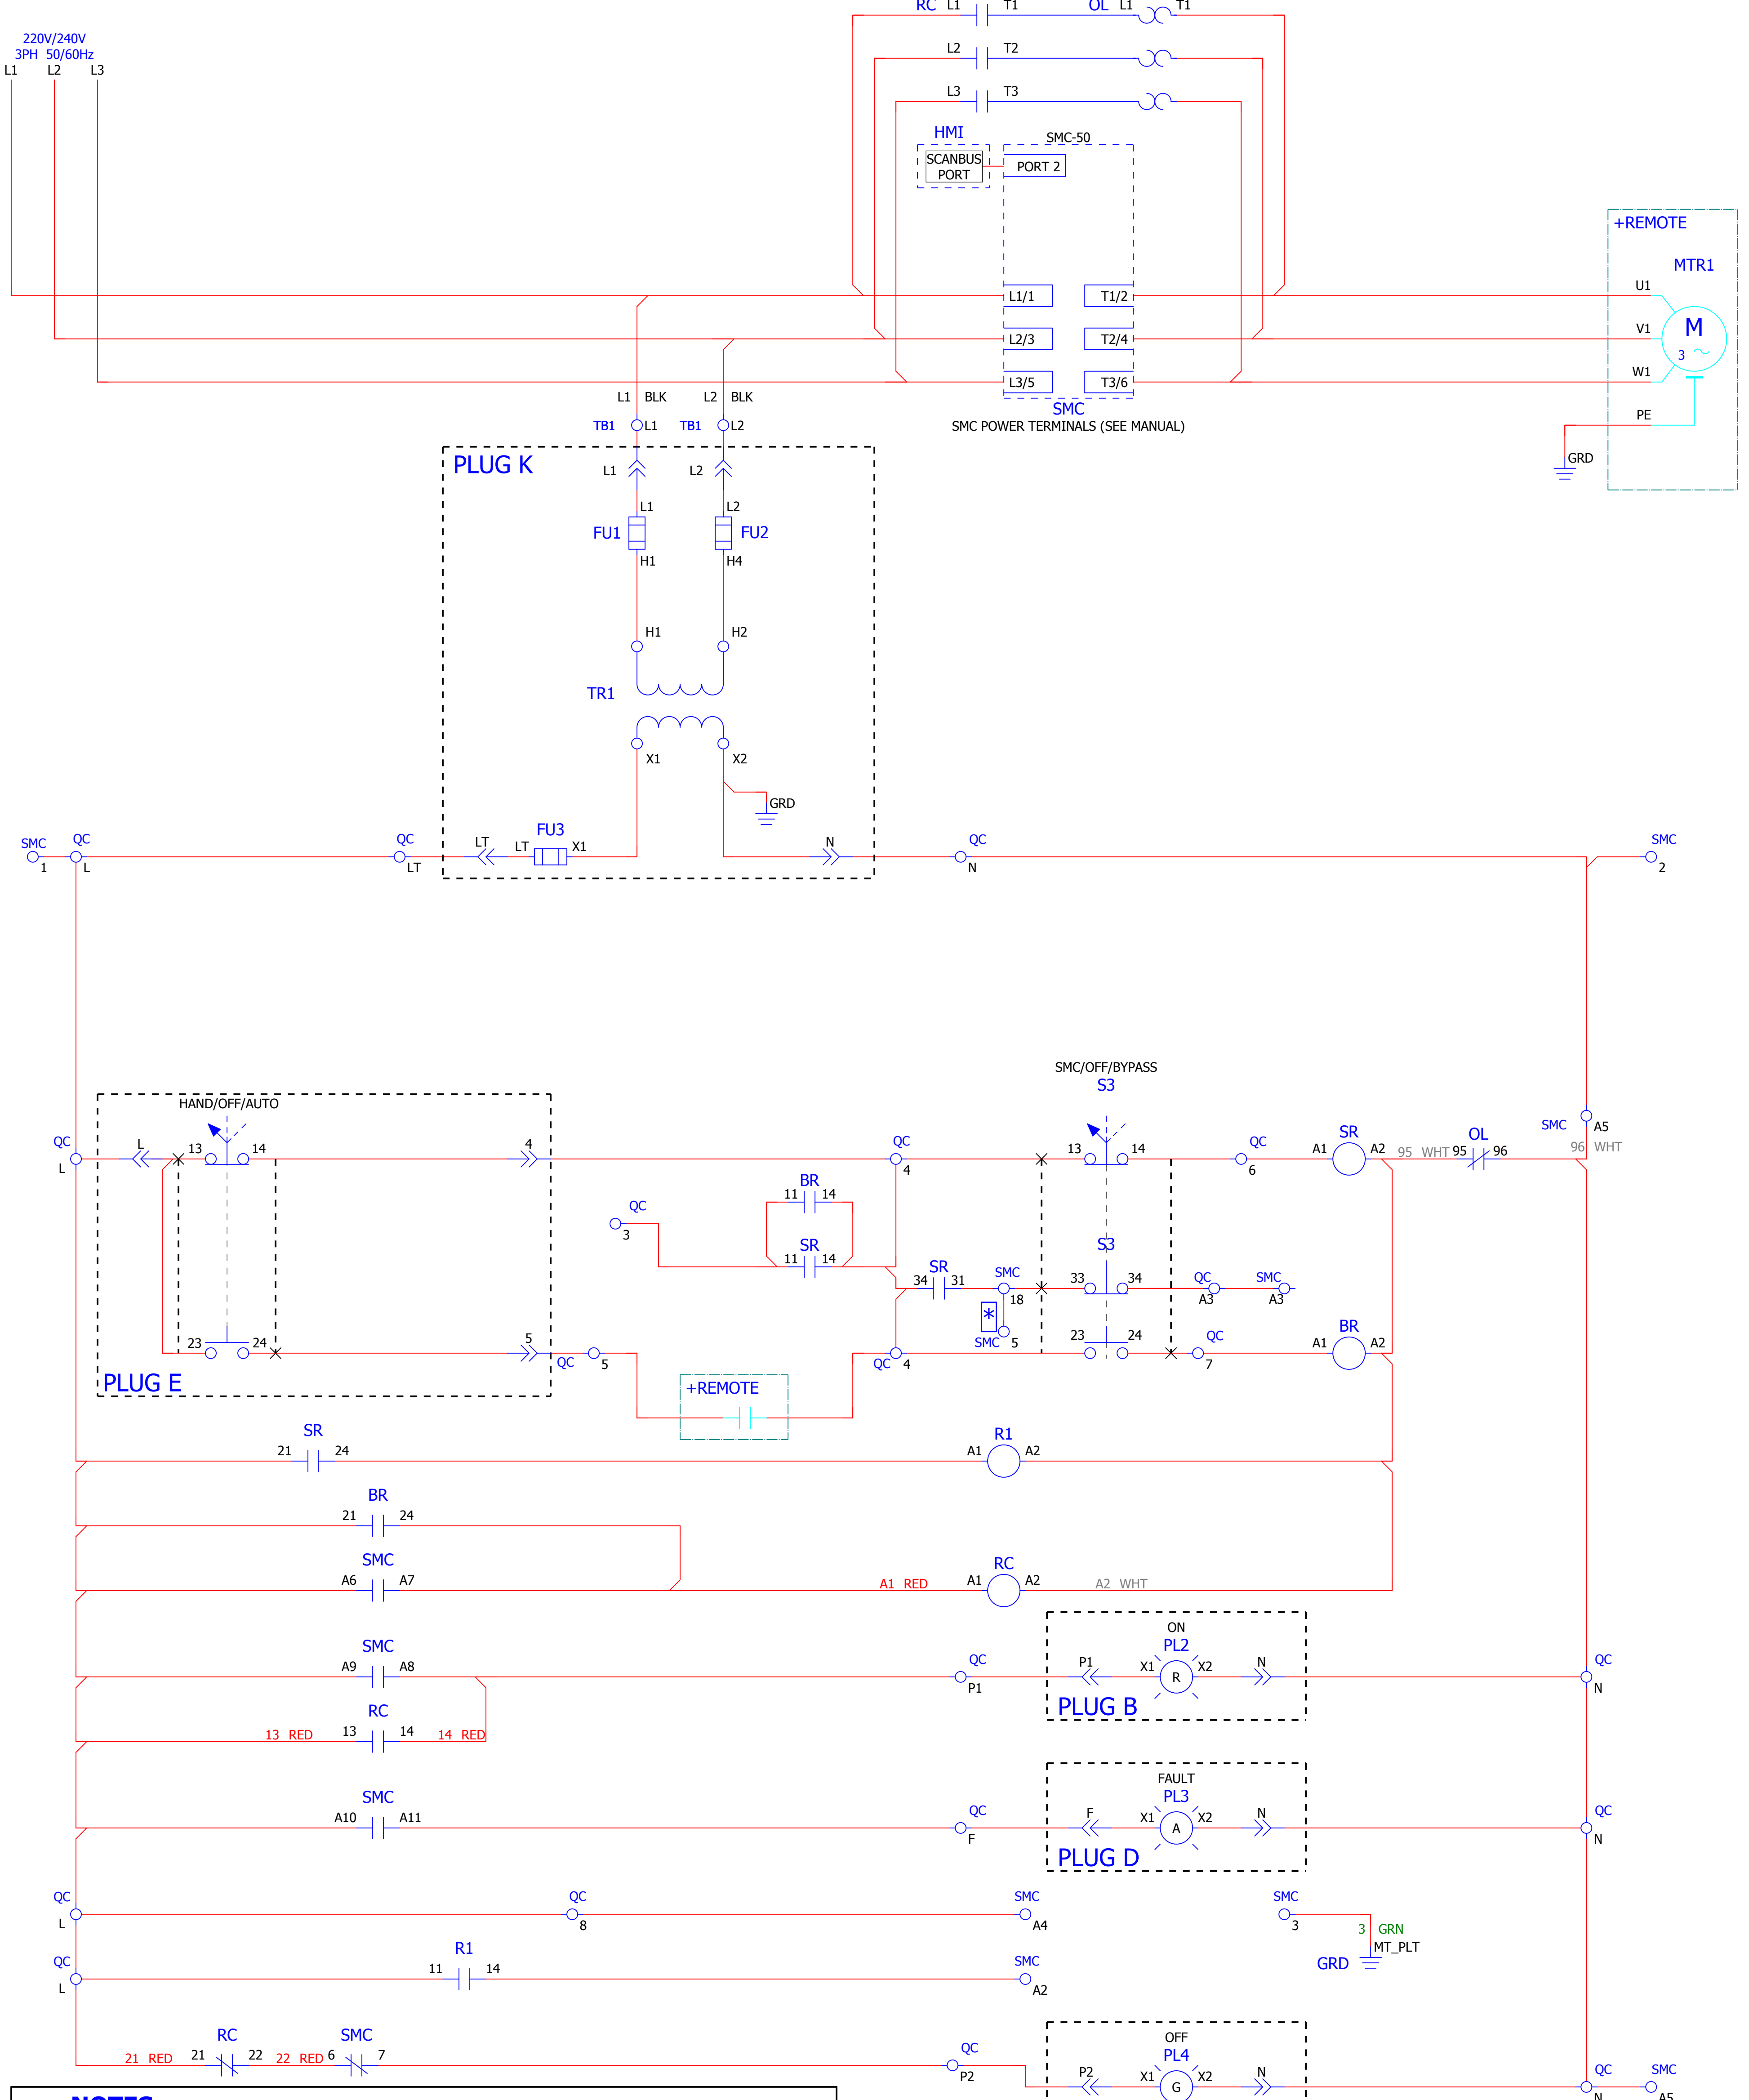 RC L1 T1 OL L1 T1
220V/240V
3PH 50/60Hz
L1 L2 L3
L2 T2
L3 T3
HMI
SMC-50
SCANBUS
PORT
PORT 2
+REMOTE
MTR1
L1/1 T1/2 U1
M
3
L2/3 T2/4 V1
L3/5 T3/6 W1
L1 BLK L2 BLK
SMC
SMC POWER TERMINALS (SEE MANUAL)
PE
GRD
TB1 L1 TB1 L2
PLUG K
L1 L2
L1 L2
FU1 FU2
H1 H4
H1 H2
TR1
X1 X2
GRD
SMC QC QC LT LT FU3 X1 N QC SMC
1 L LT N 2
SMC/OFF/BYPASS
S3
HAND/OFF/AUTO
SMC A5
QC L 13 14 4 QC 13 14 QC SR OL
L 4 6 A1 A2 95 WHT 95 96 96 WHT
BR
11 14
QC
3
SR
11 14
S3
SR
34 31 SMC 33 34 QC SMC
18 A3 A3
*
SMC 5
23 24 5 23 24 QC BR
QC 5 QC 4 7 A1 A2
PLUG E
+REMOTE
SR R1
21 24 A1 A2
BR
21 24
SMC RC
A6 A7 A1 RED A1 A2 A2 WHT
ON
SMC PL2
A9 A8 QC P1 X1 R X2 N QC
P1 N
PLUG B
RC
13 RED 13 14 14 RED
FAULT
SMC PL3
A10 A11 QC F X1 A X2 N QC
F N
PLUG D
QC QC SMC SMC
L 8 A4 3
3 GRN
MT_PLT
GRD
QC R1 SMC
L 11 14 A2
OFF
RC SMC PL4
21 RED 21 22 22 RED 6 7 QC P2 X1 G X2 N QC SMC
P2 N A5
NOTES